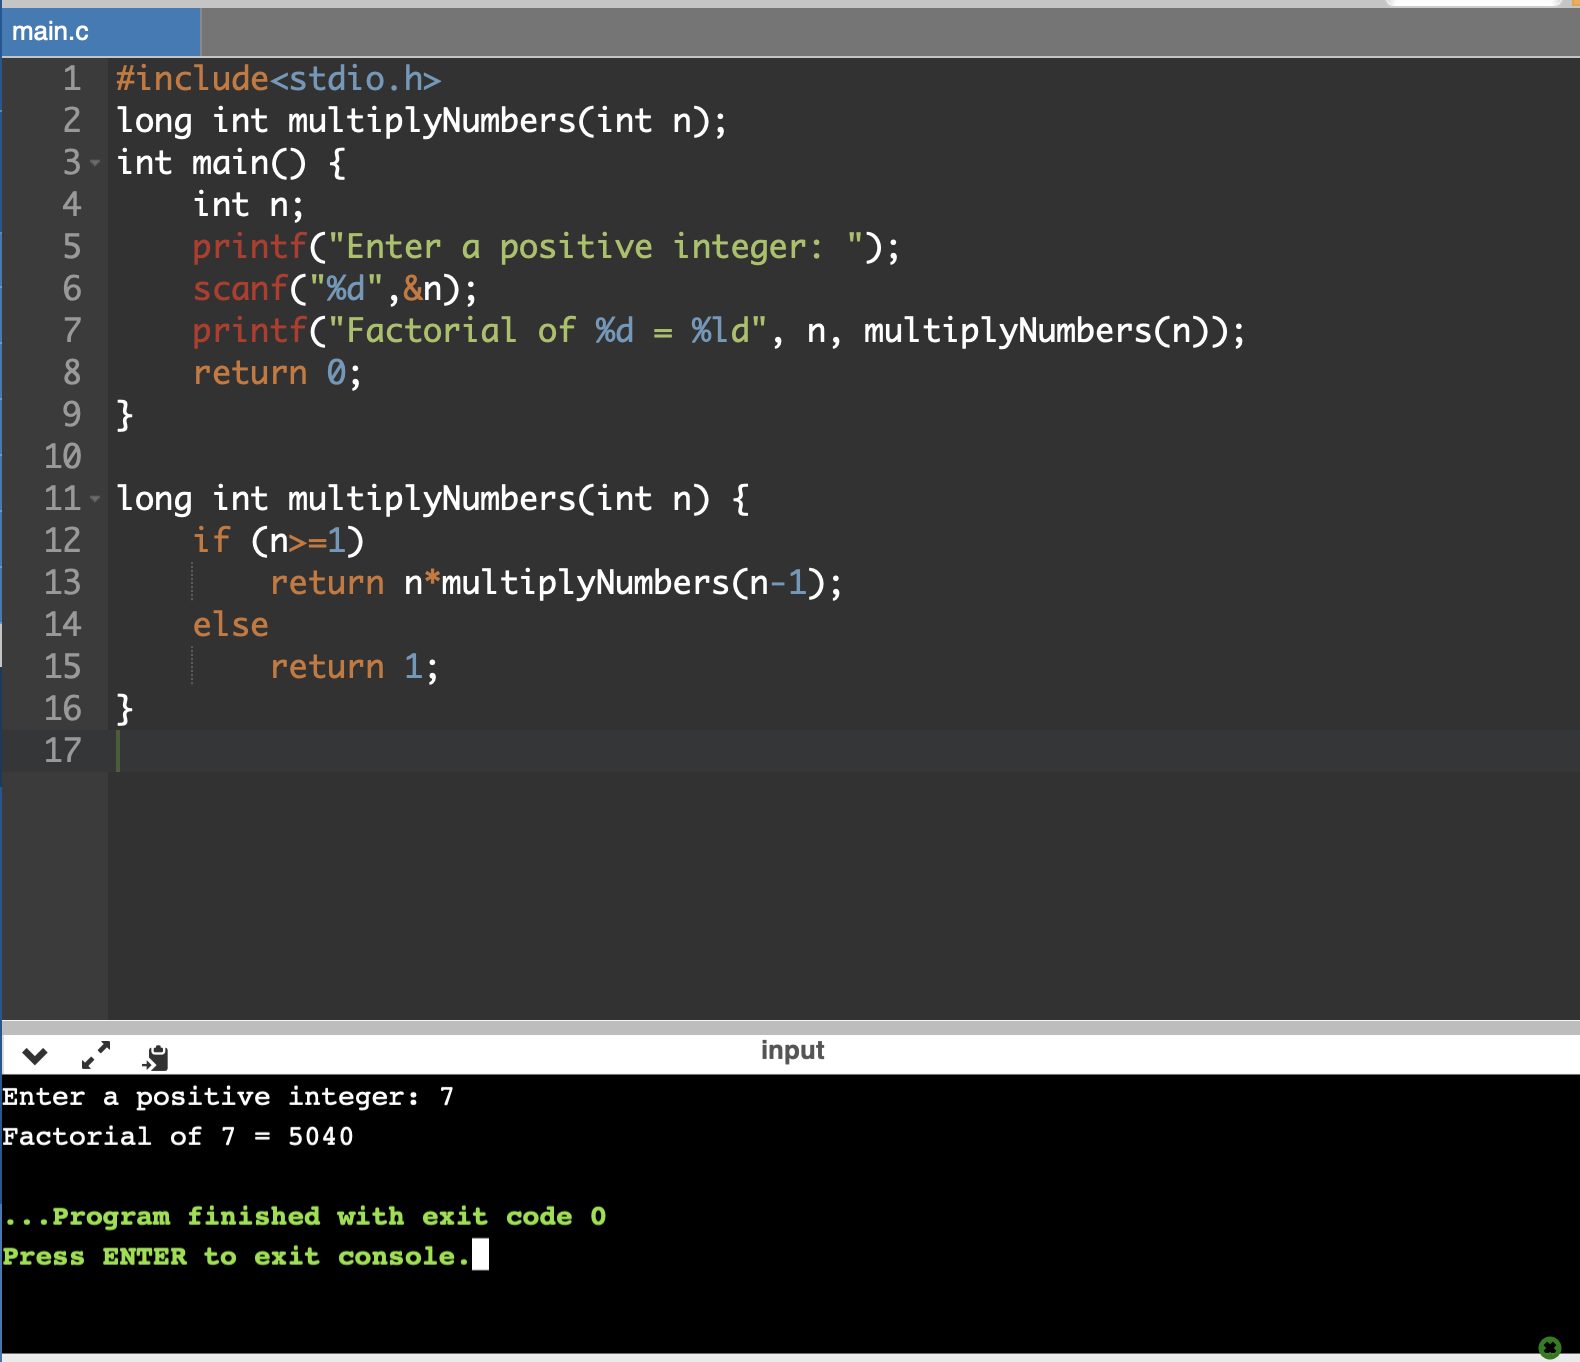 main.c
1 #include<stdio.h>
2 long int multiplyNumbers(int n);
3 int main() {
4     int n;
5     printf("Enter a positive integer: ");
6     scanf("%d",&n);
7     printf("Factorial of %d = %ld", n, multiplyNumbers(n));
8     return 0;
9 }
10
11 long int multiplyNumbers(int n) {
12     if (n>=1)
13         return n*multiplyNumbers(n-1);
14     else
15         return 1;
16 }
17
input
Enter a positive integer: 7
Factorial of 7 = 5040
...Program finished with exit code 0
Press ENTER to exit console.